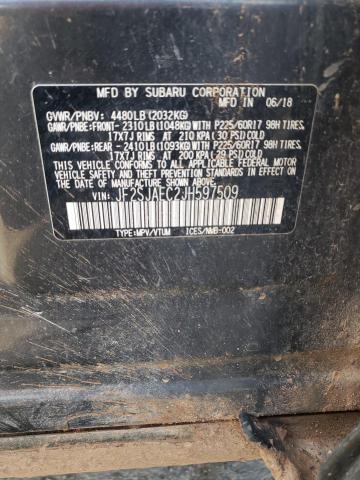 MFD BY SUBARU CORPORATION
MFD IN 06/18
GVWR/PNBV: 4480LB (2032KG)
GAWR/PNBE:FRONT- 2310LB(1048KG)WITH P225/60R17 98H TIRES,
17X7J RIMS AT 210 KPA(30 PSI)COLD
GAWR/PNBE:REAR - 2410LB(1093KG)WITH P225/60R17 98H TIRES,
17X7J RIMS AT 200 KPA(29 PSI)COLD
THIS VEHICLE CONFORMS TO ALL APPLICABLE FEDERAL MOTOR VEHICLE SAFETY
STANDARDS IN EFFECT ON THE DATE OF MANUFACTURE SHOWN ABOVE.
VIN: JF2SJAEC2JH597509
TYPE:MPV/VTUM ICES/NMB-002